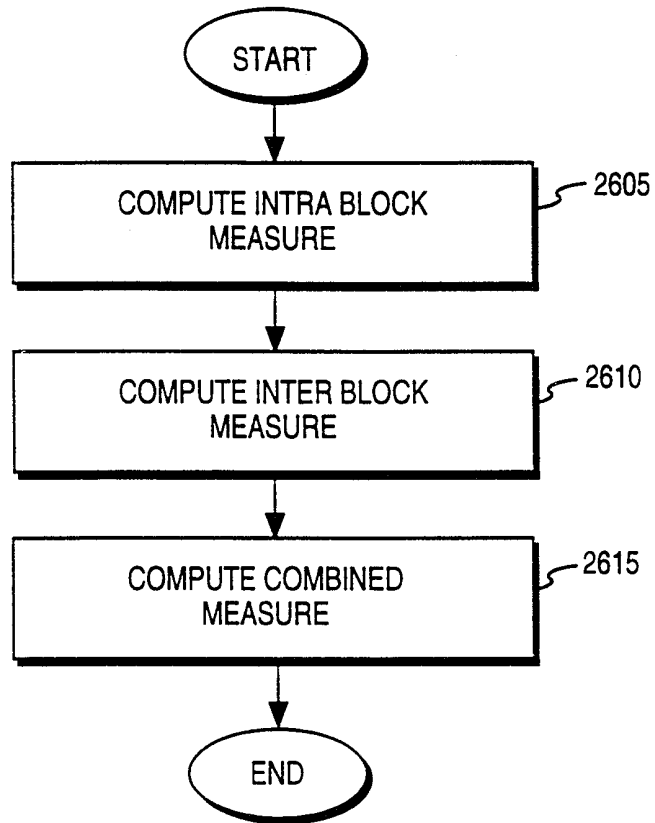 START
COMPUTE INTRA BLOCK
MEASURE
2605
COMPUTE INTER BLOCK
MEASURE
2610
COMPUTE COMBINED
MEASURE
2615
END